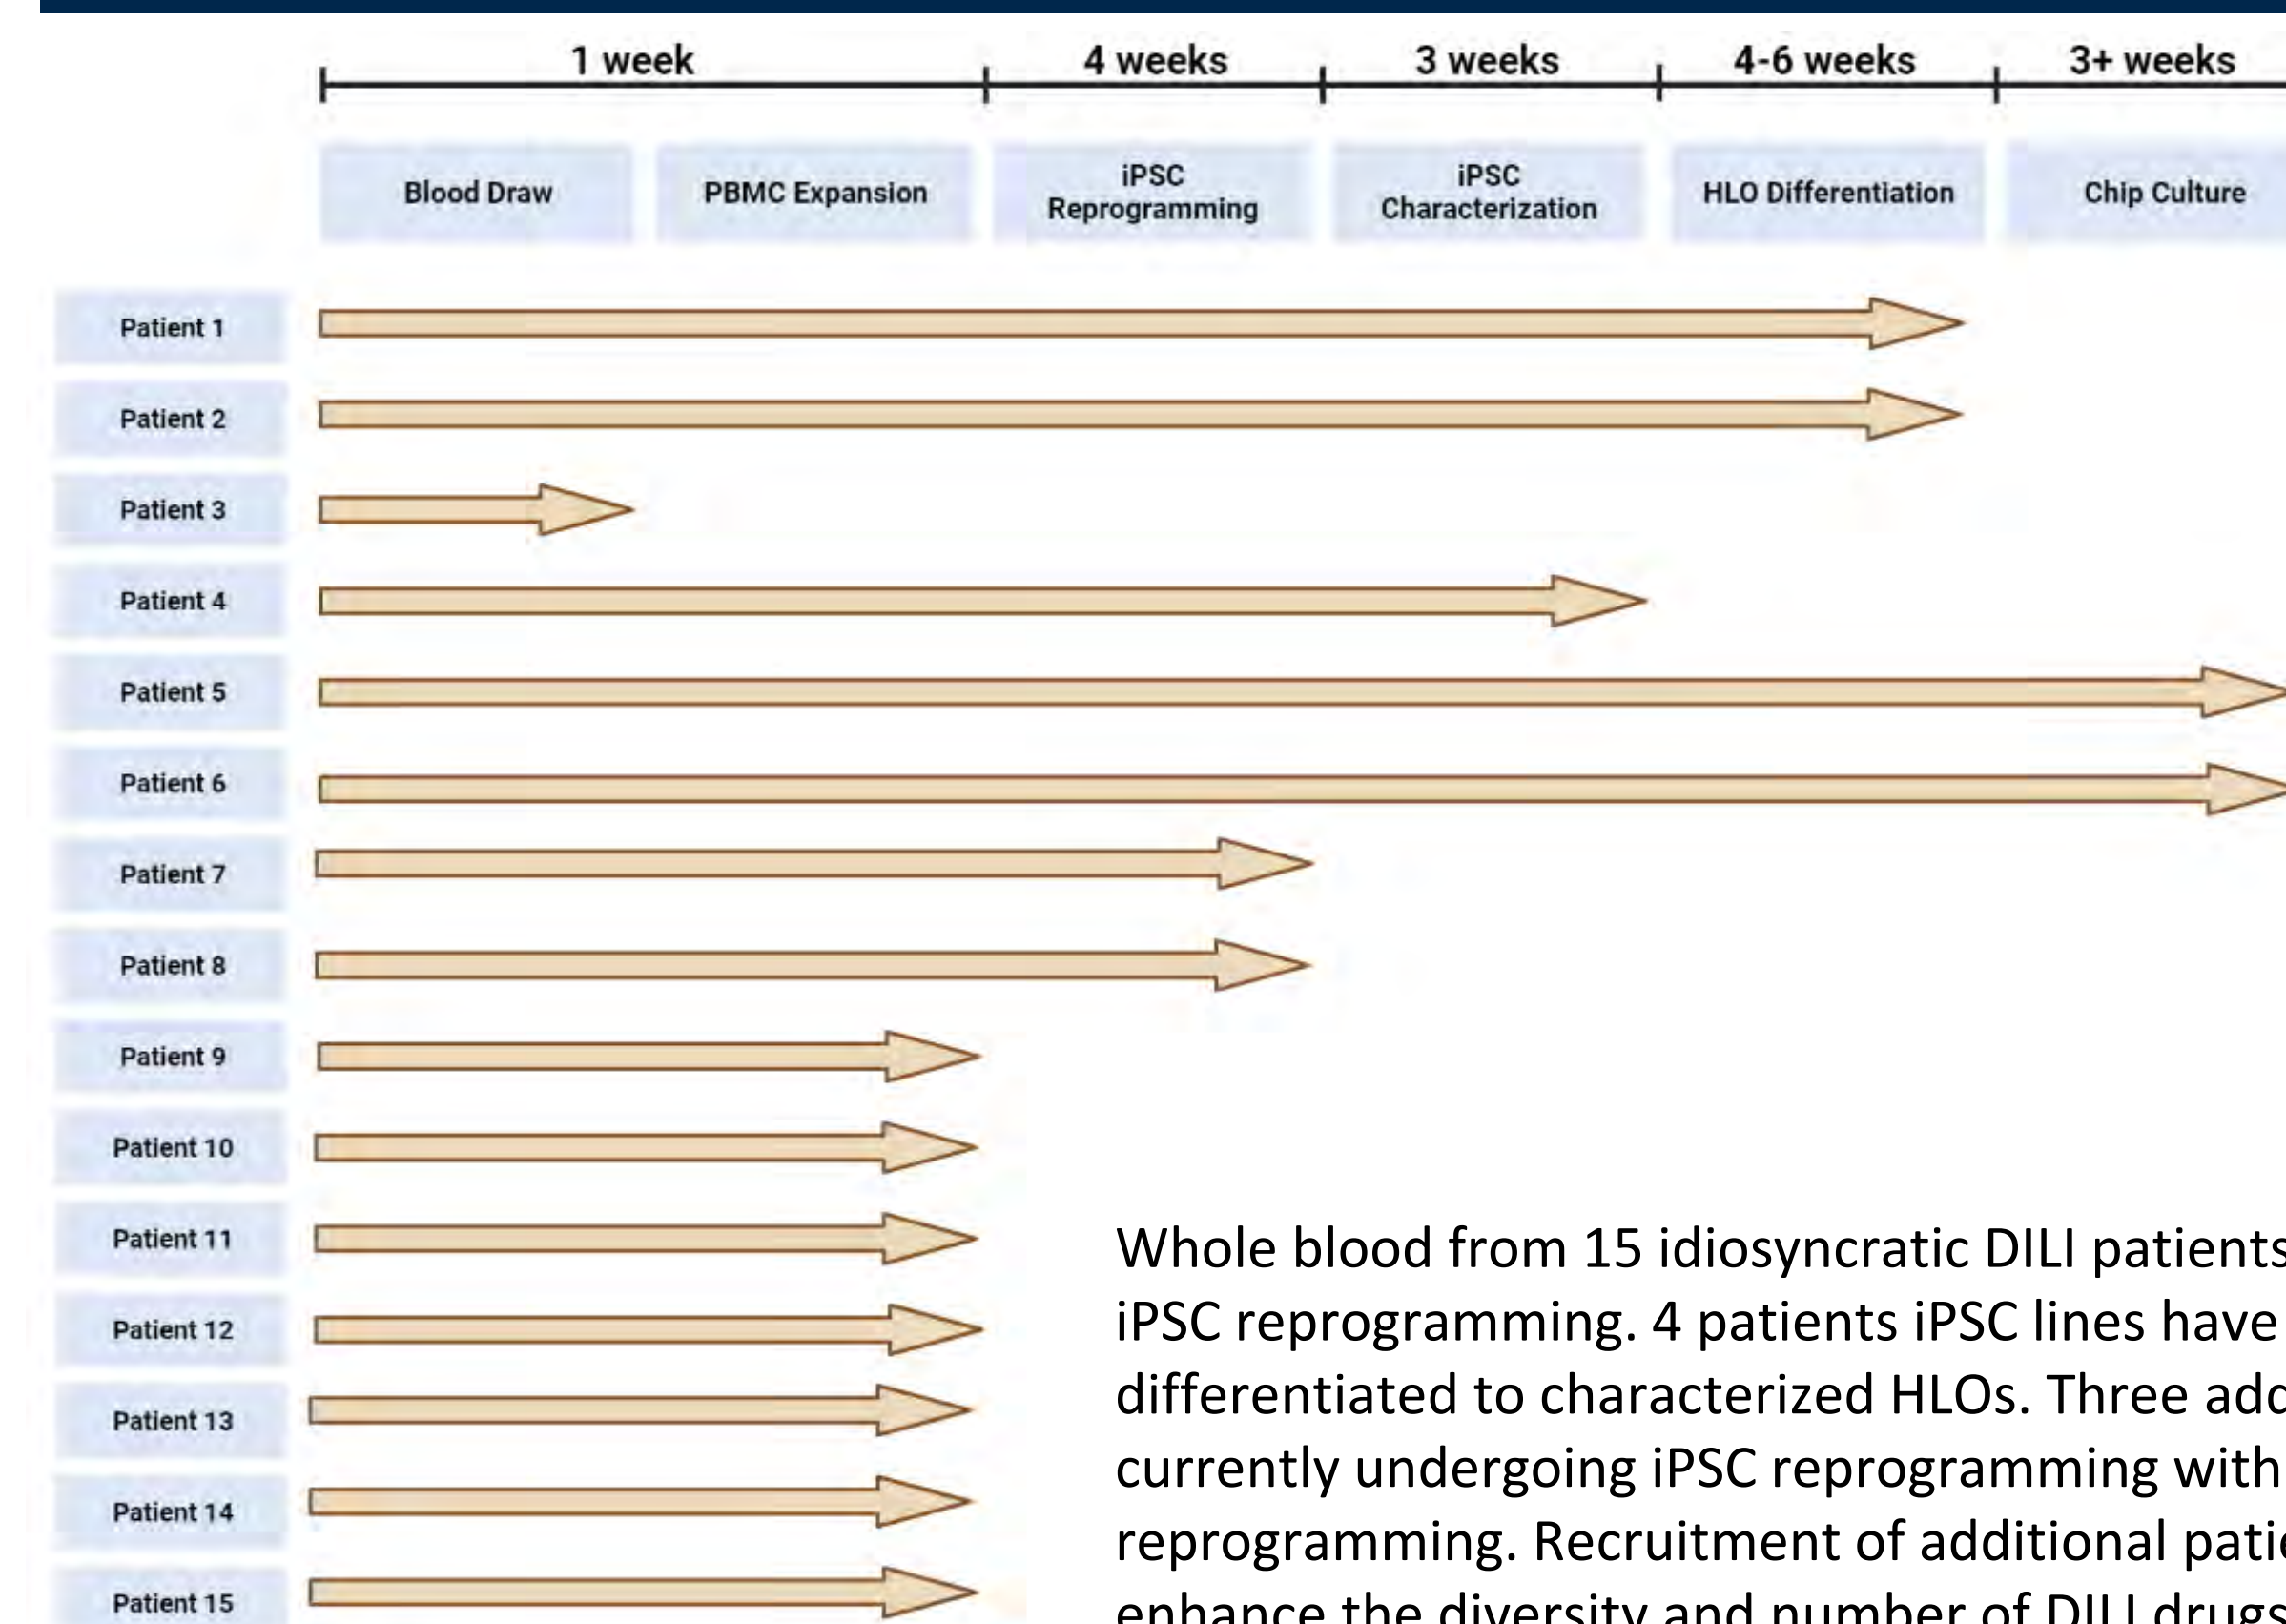 1 week 4 weeks 3 weeks 4-6 weeks 3+ weeks
Blood Draw
PBMC Expansion
iPSC
Reprogramming
iPSC
Characterization
HLO Differentiation
Chip Culture
Patient 1
Patient 2
Patient 3
Patient 4
Patient 5
Patient 6
Patient 7
Patient 8
Patient 9
Patient 10
Patient 11
Patient 12
Patient 13
Patient 14
Patient 15
Whole blood from 15 idiosyncratic DILI patients
iPSC reprogramming. 4 patients iPSC lines have
differentiated to characterized HLOs. Three
currently undergoing iPSC reprogramming with
reprogramming. Recruitment of additional
enhance the diversity and number of DILI drugs